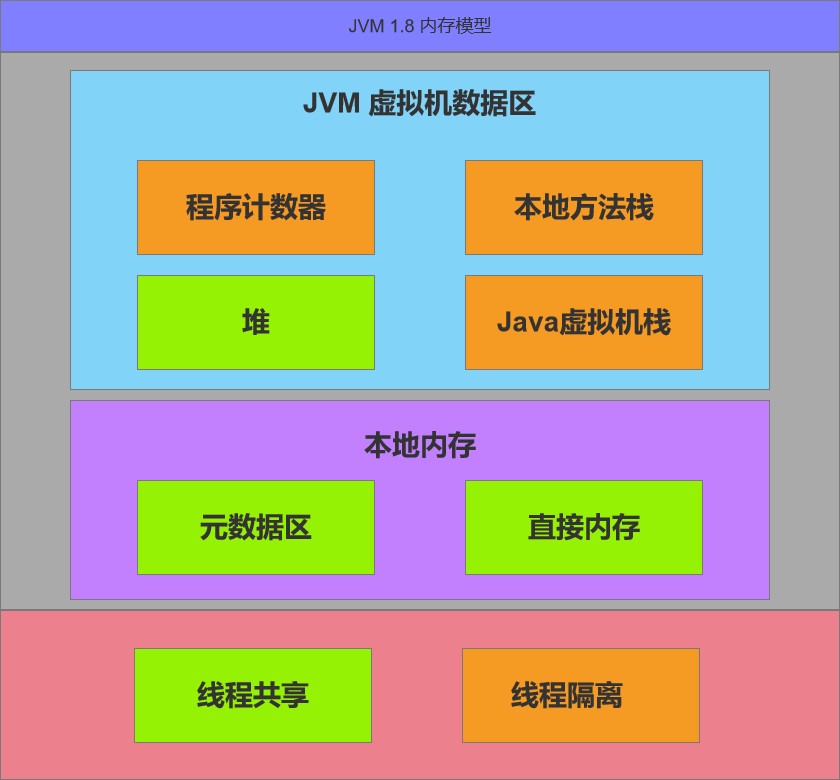 JVM 1.8 内存模型
JVM 虚拟机数据区
程序计数器
本地方法栈
堆
Java虚拟机栈
本地内存
元数据区
直接内存
线程共享
线程隔离